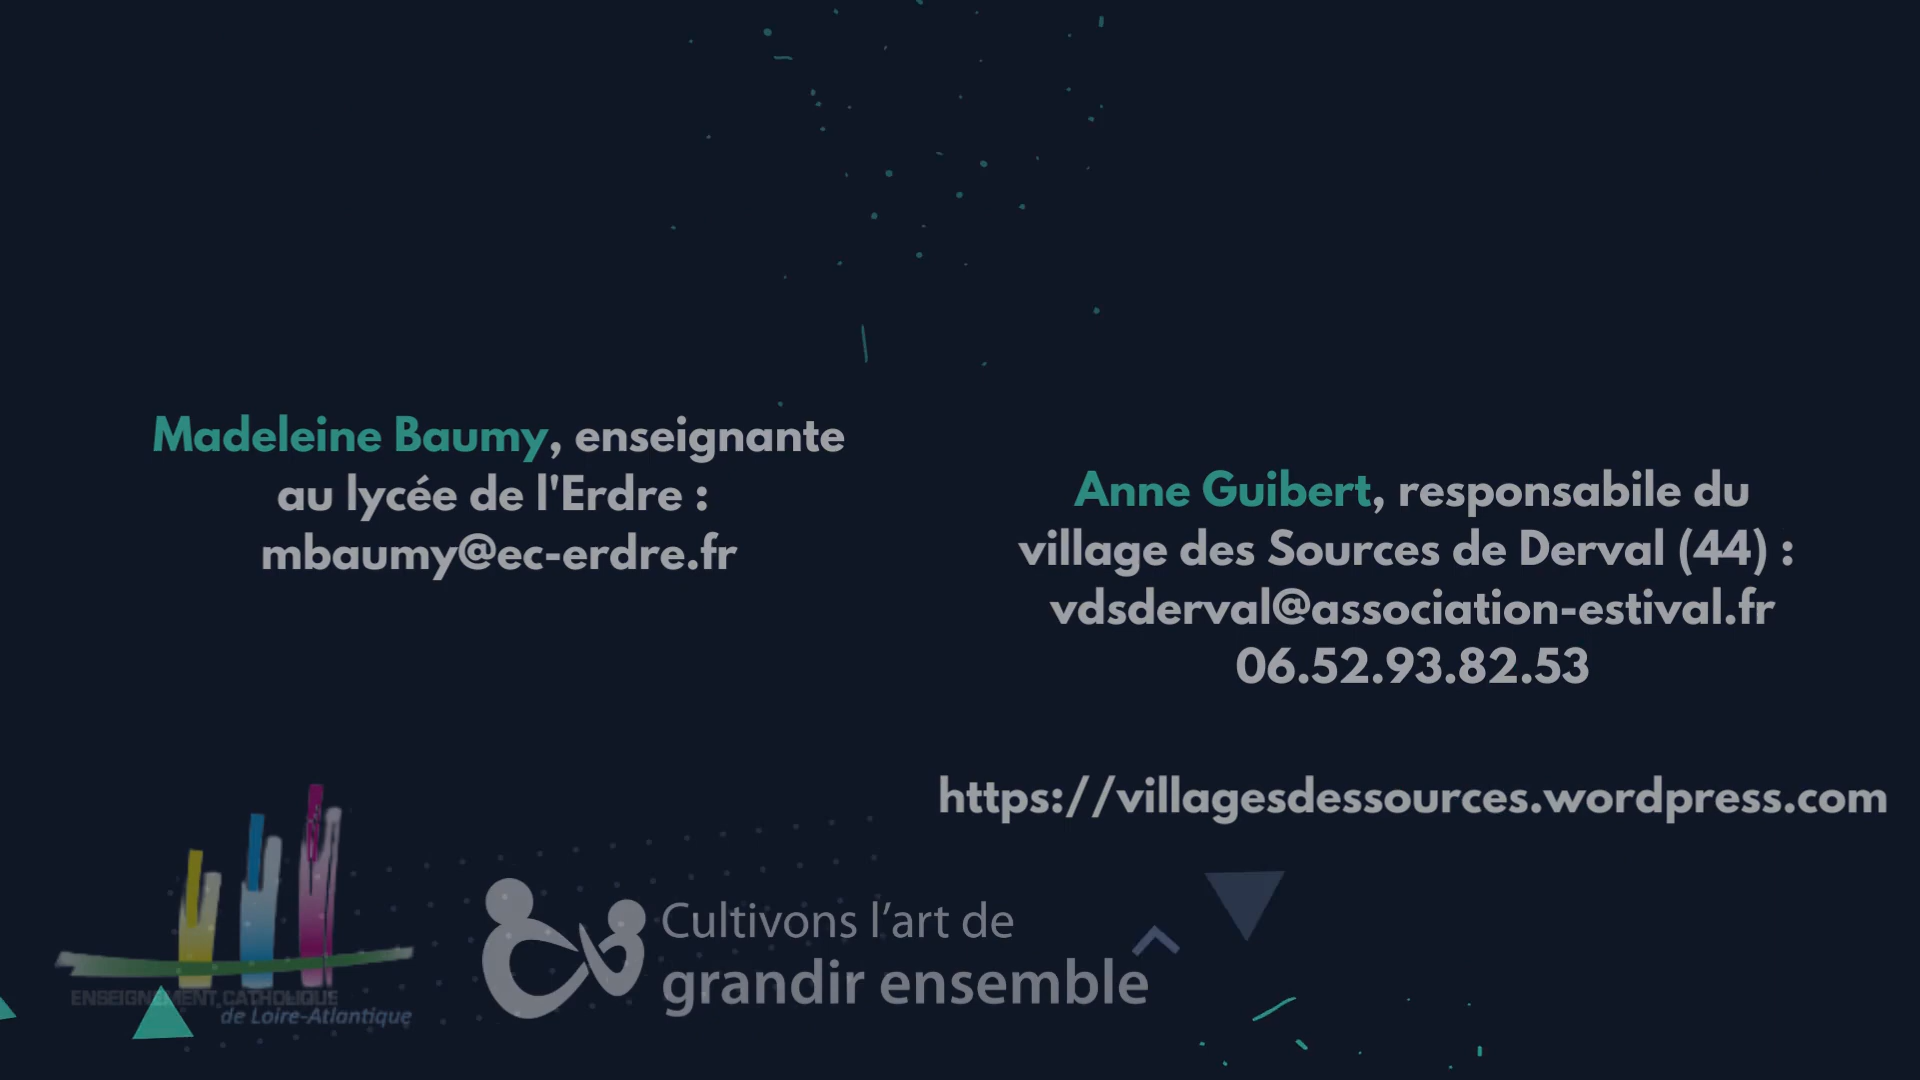 Madeleine Baumy, enseignante
au lycée de l'Erdre :
mbaumy@ec-erdre.fr
Anne Guibert, responsabile du
village des Sources de Derval (44) :
vdsderval@association-estival.fr
06.52.93.82.53
https://villagesdessources.wordpress.com
Cultivons l’art de
grandir ensemble
ENSEIGNEMENT CATHOLIQUE
de Loire-Atlantique